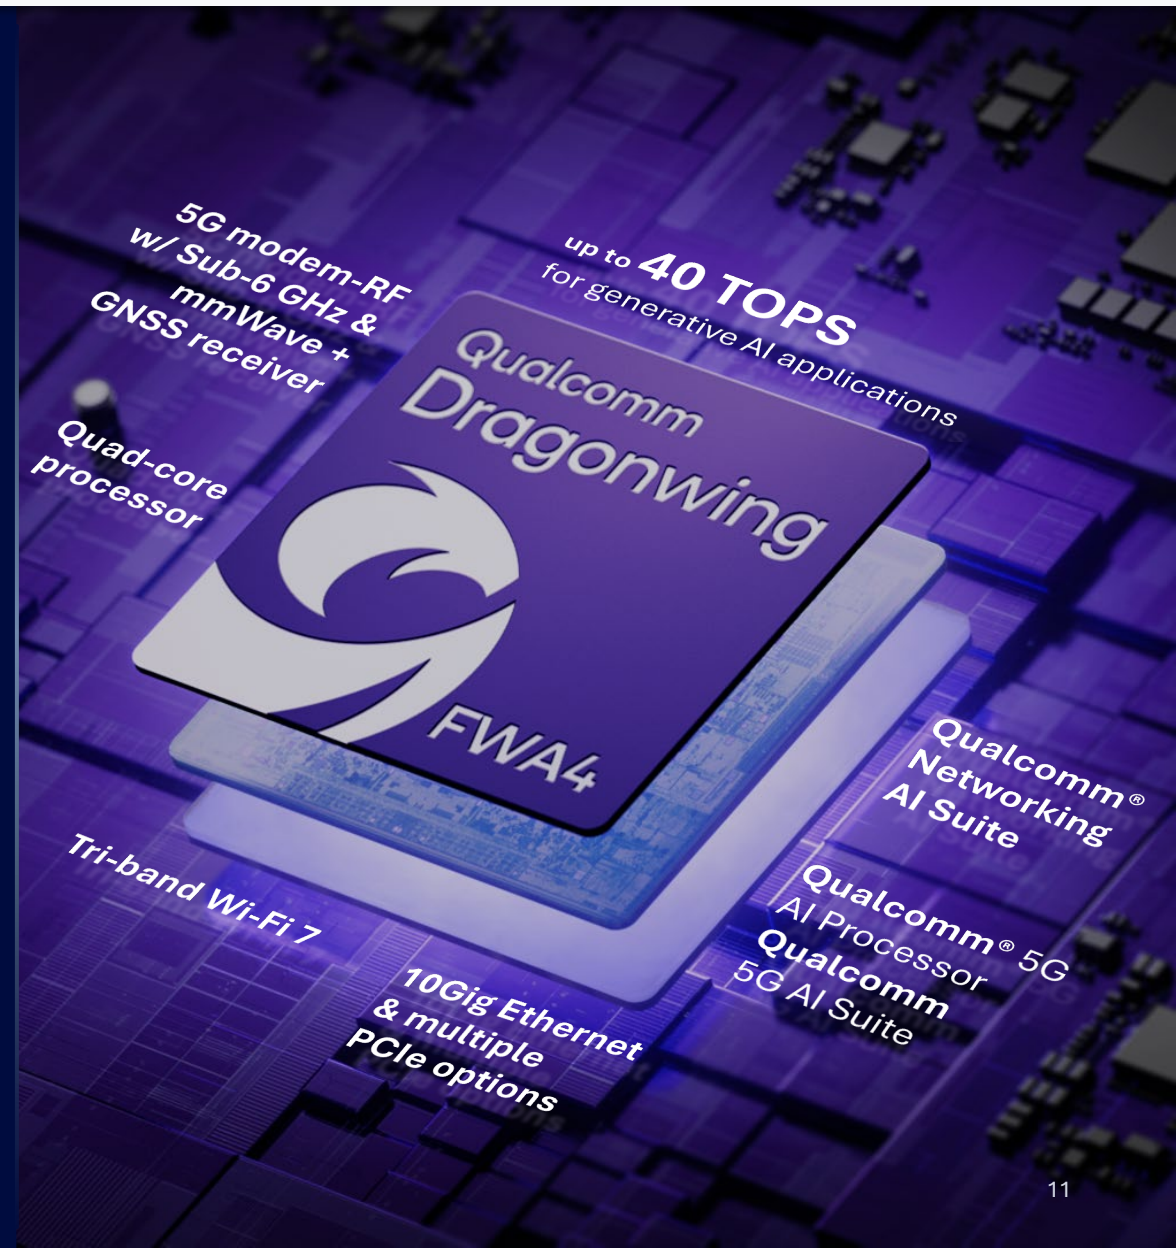 5G modem-RF
w/ Sub-6 GHz &
mmWave +
GNSS receiver
up to 40 TOPS
for generative AI applications
Quad-core
processor
Qualcomm
Dragonwing
FWA4
Qualcomm®
Networking
AI Suite
Tri-band Wi-Fi 7
Qualcomm® 5G
AI Processor
Qualcomm
5G AI Suite
10Gig Ethernet
& multiple
PCIe options
11